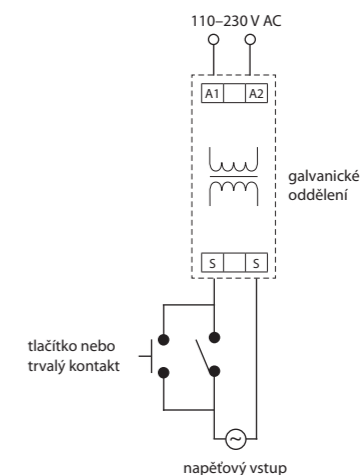 110–230 V AC
A1 A2
galvanické
oddělení
S S
tlačítko nebo
trvalý kontakt
~
napěťový vstup